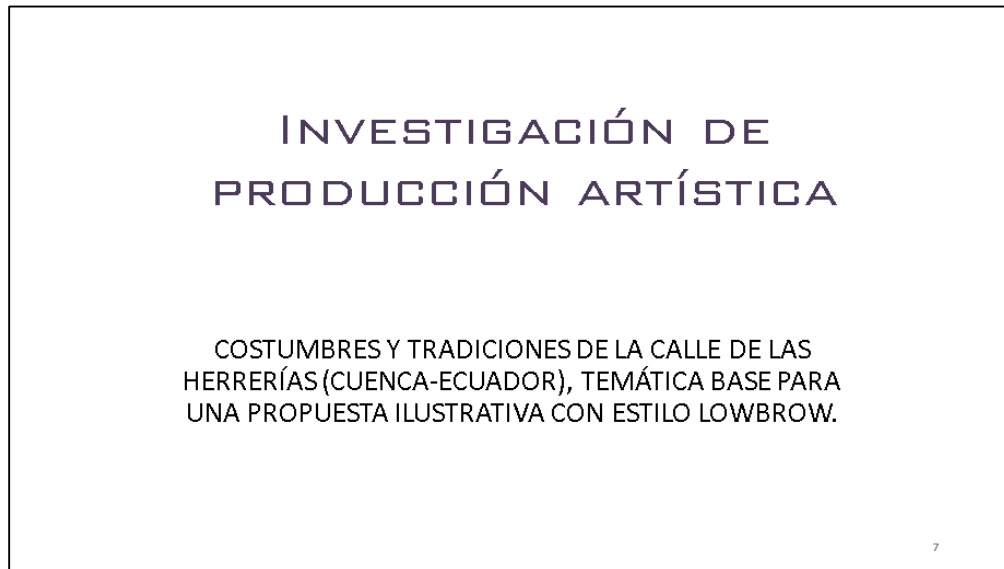 Investigación de
producción artística
COSTUMBRES Y TRADICIONES DE LA CALLE DE LAS
HERRERÍAS (CUENCA-ECUADOR), TEMÁTICA BASE PARA
UNA PROPUESTA ILUSTRATIVA CON ESTILO LOWBROW.
7